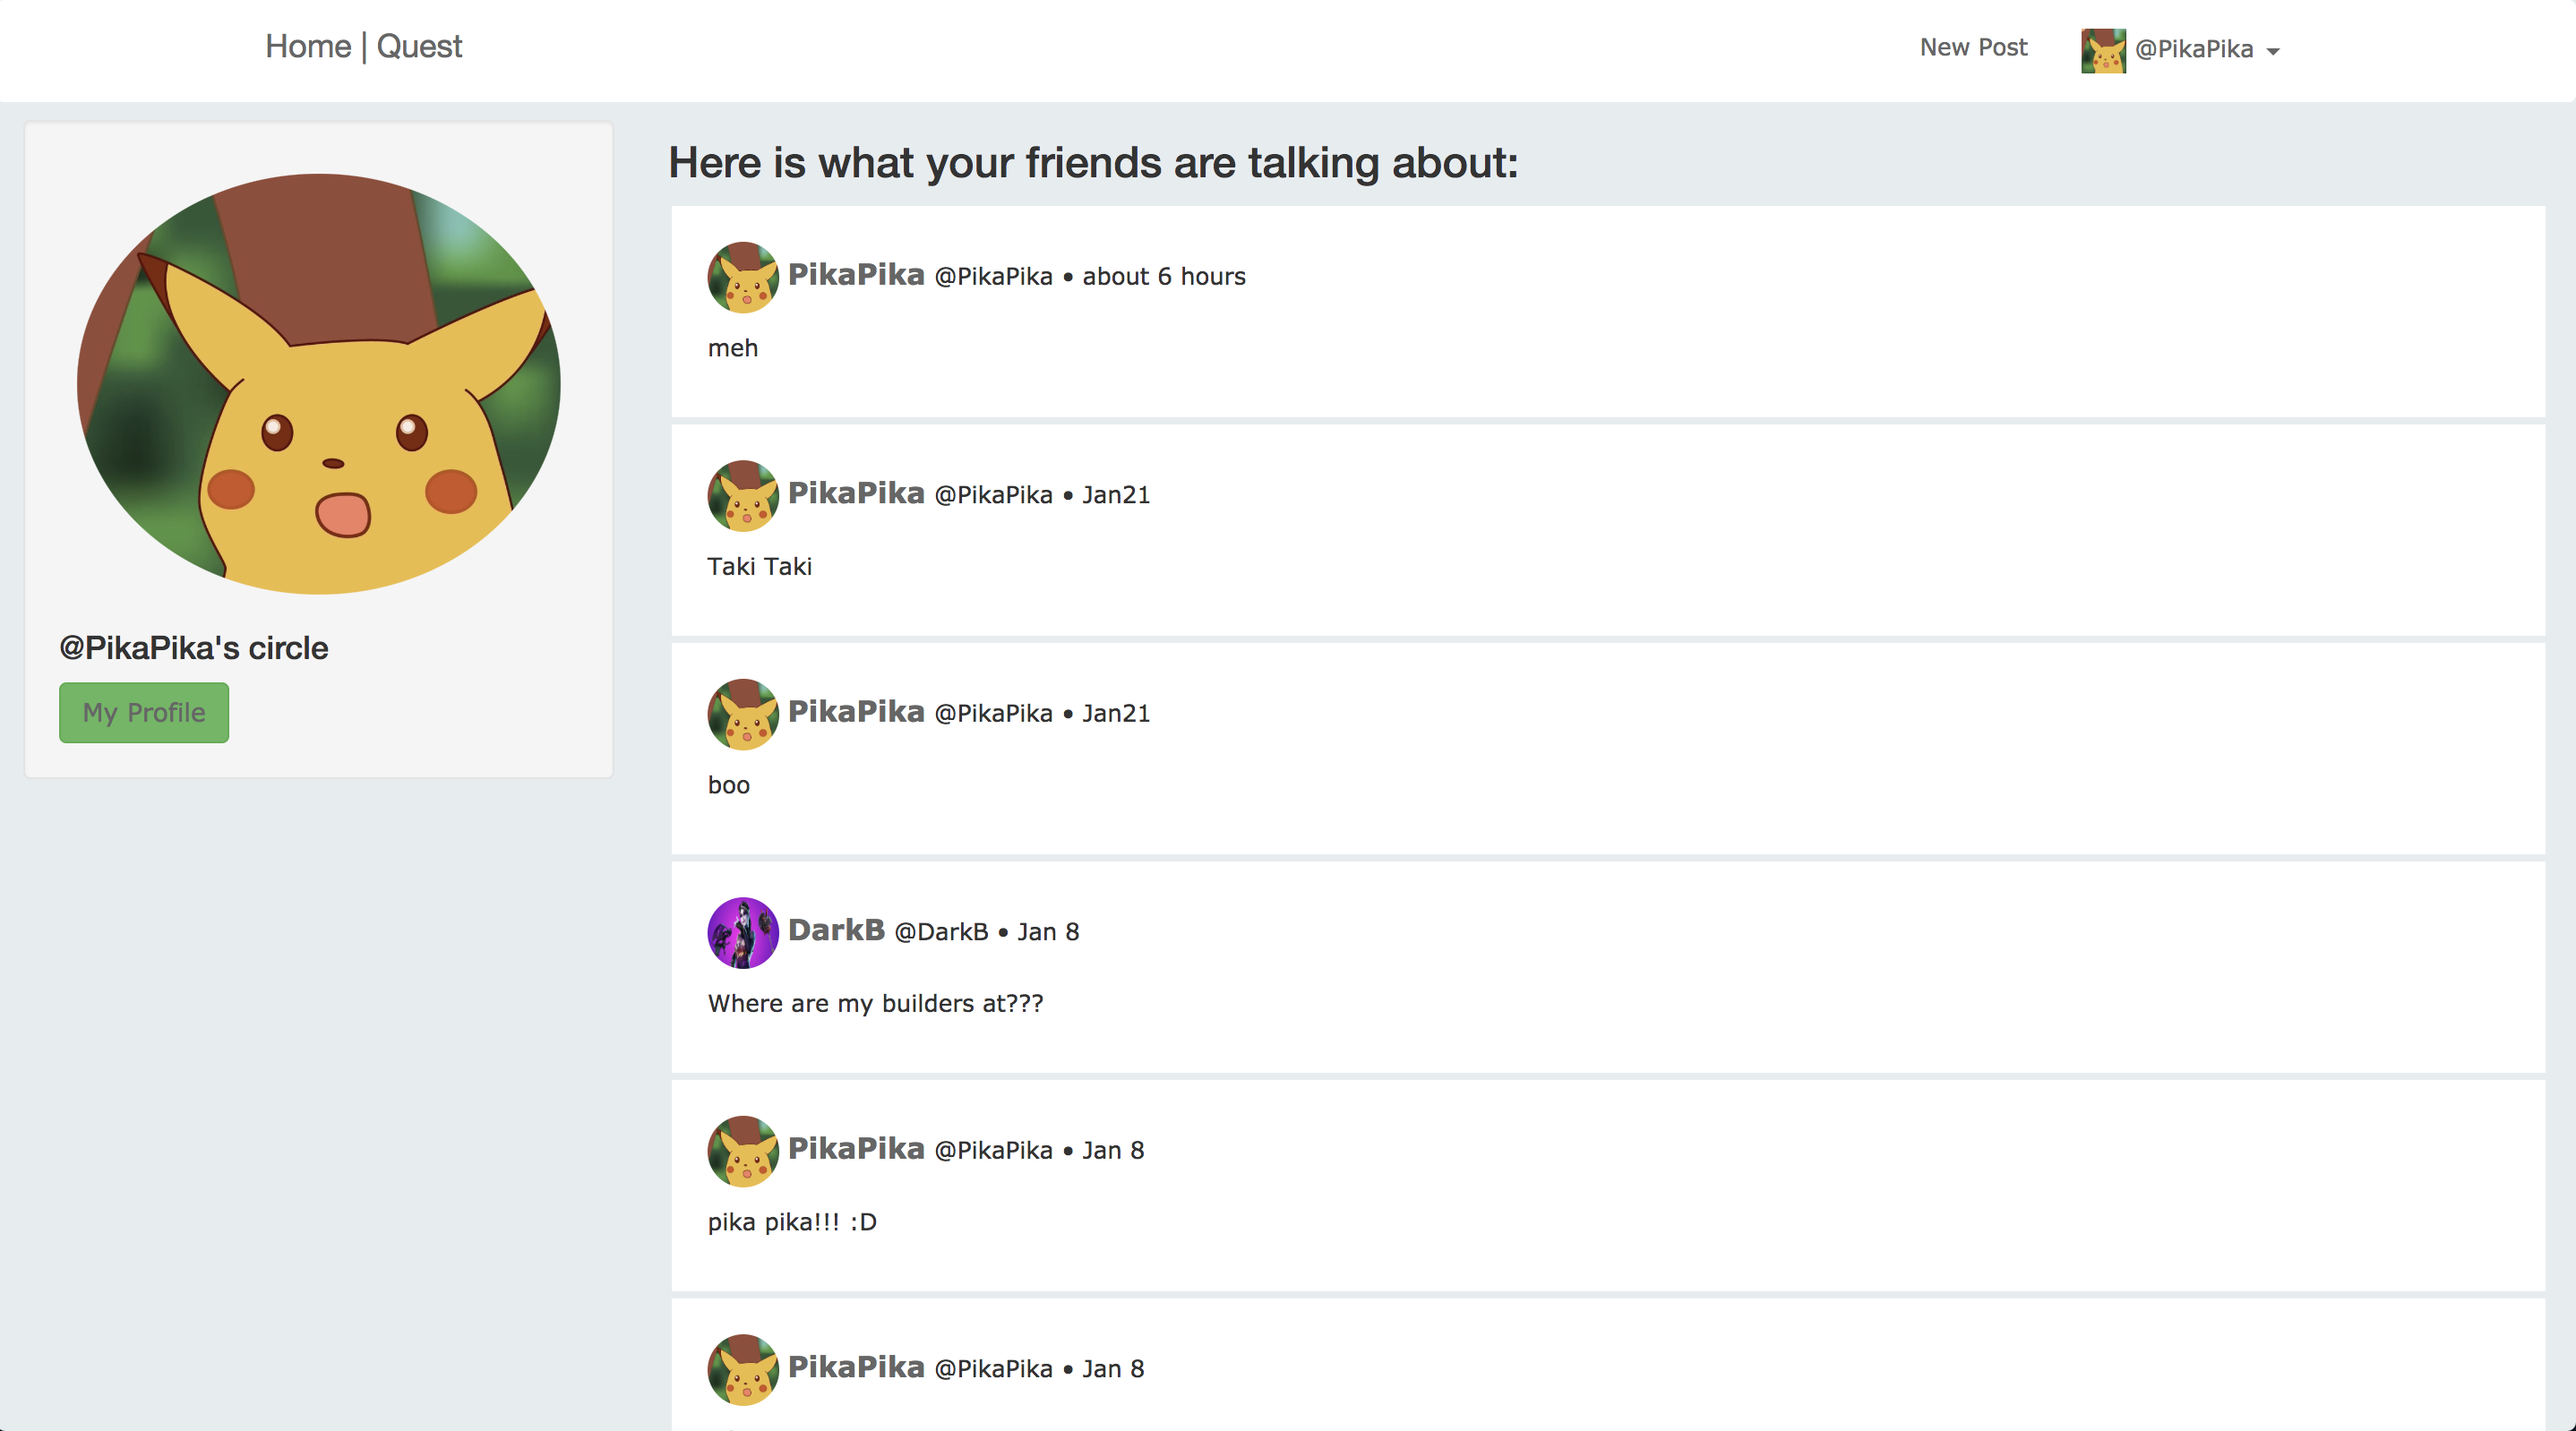 Home | Quest
New Post
@PikaPika
@PikaPika's circle
My Profile
Here is what your friends are talking about:
PikaPika @PikaPika • about 6 hours
meh
PikaPika @PikaPika • Jan21
Taki Taki
PikaPika @PikaPika • Jan21
boo
DarkB @DarkB • Jan 8
Where are my builders at???
PikaPika @PikaPika • Jan 8
pika pika!!! :D
PikaPika @PikaPika • Jan 8